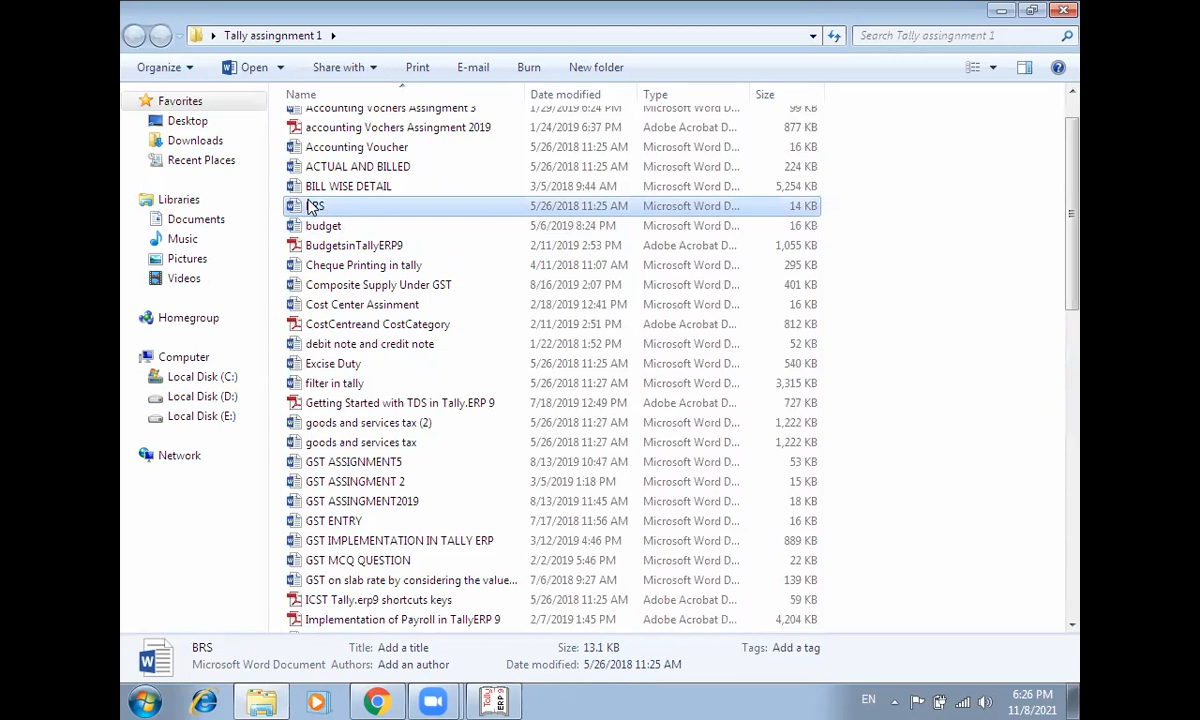 Tally assingnment 1
Search Tally assingnment 1
Organize Open Share with Print E-mail Burn New folder
Name Date modified Type Size
Favorites
Desktop
Downloads
Recent Places
Libraries
Documents
Music
Pictures
Videos
Homegroup
Computer
Local Disk (C:)
Local Disk (D:)
Local Disk (E:)
Network
Accounting Vochers Assingment 3 1/29/2019 6:24 PM Microsoft Word D... 99 KB
accounting Vochers Assingment 2019 1/24/2019 6:37 PM Adobe Acrobat D... 877 KB
Accounting Voucher 5/26/2018 11:25 AM Microsoft Word D... 16 KB
ACTUAL AND BILLED 5/26/2018 11:25 AM Microsoft Word D... 224 KB
BILL WISE DETAIL 3/5/2018 9:44 AM Microsoft Word D... 5,254 KB
BRS 5/26/2018 11:25 AM Microsoft Word D... 14 KB
budget 5/6/2019 8:24 PM Microsoft Word D... 16 KB
BudgetsinTallyERP9 2/11/2019 2:53 PM Adobe Acrobat D... 1,055 KB
Cheque Printing in tally 4/11/2018 11:07 AM Microsoft Word D... 295 KB
Composite Supply Under GST 8/16/2019 2:07 PM Microsoft Word D... 401 KB
Cost Center Assinment 2/18/2019 12:41 PM Microsoft Word D... 16 KB
CostCentreand CostCategory 2/11/2019 2:51 PM Adobe Acrobat D... 812 KB
debit note and credit note 1/22/2018 1:52 PM Microsoft Word D... 52 KB
Excise Duty 5/26/2018 11:25 AM Microsoft Word D... 540 KB
filter in tally 5/26/2018 11:27 AM Microsoft Word D... 3,315 KB
Getting Started with TDS in Tally.ERP 9 7/18/2019 12:49 PM Adobe Acrobat D... 727 KB
goods and services tax (2) 5/26/2018 11:27 AM Microsoft Word D... 1,222 KB
goods and services tax 5/26/2018 11:27 AM Microsoft Word D... 1,222 KB
GST ASSIGNMENT5 8/13/2019 10:47 AM Microsoft Word D... 53 KB
GST ASSINGMENT 2 3/5/2019 1:18 PM Microsoft Word D... 15 KB
GST ASSINGMENT2019 8/13/2019 11:45 AM Microsoft Word D... 18 KB
GST ENTRY 7/17/2018 11:56 AM Microsoft Word D... 16 KB
GST IMPLEMENTATION IN TALLY ERP 3/12/2019 4:46 PM Microsoft Word D... 889 KB
GST MCQ QUESTION 2/2/2019 5:46 PM Microsoft Word D... 22 KB
GST on slab rate by considering the value... 7/6/2018 9:27 AM Microsoft Word D... 139 KB
ICST Tally.erp9 shortcuts keys 5/26/2018 11:25 AM Adobe Acrobat D... 59 KB
Implementation of Payroll in TallyERP 9 2/7/2019 1:45 PM Adobe Acrobat D... 4,204 KB
BRS Title: Add a title Size: 13.1 KB Tags: Add a tag
Microsoft Word Document Authors: Add an author Date modified: 5/26/2018 11:25 AM
Tally ERP 9
EN
6:26 PM
11/8/2021